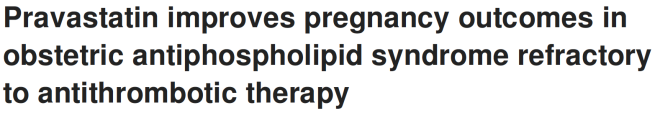 Pravastatin improves pregnancy outcomes in
obstetric antiphospholipid syndrome refractory
to antithrombotic therapy